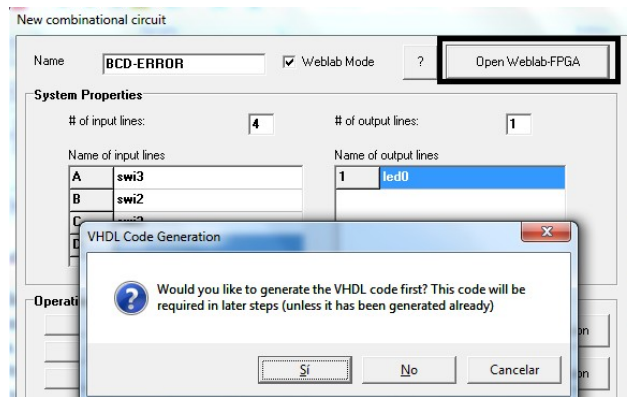 New combinational circuit
Name BCD-ERROR Weblab Mode ? Open Weblab-FPGA
System Properties
# of input lines: 4 # of output lines: 1
Name of input lines Name of output lines
A swi3 1 led0
B swi2
C
D
VHDL Code Generation
Would you like to generate the VHDL code first? This code will be
required in later steps (unless it has been generated already)
Operati
Sí No Cancelar